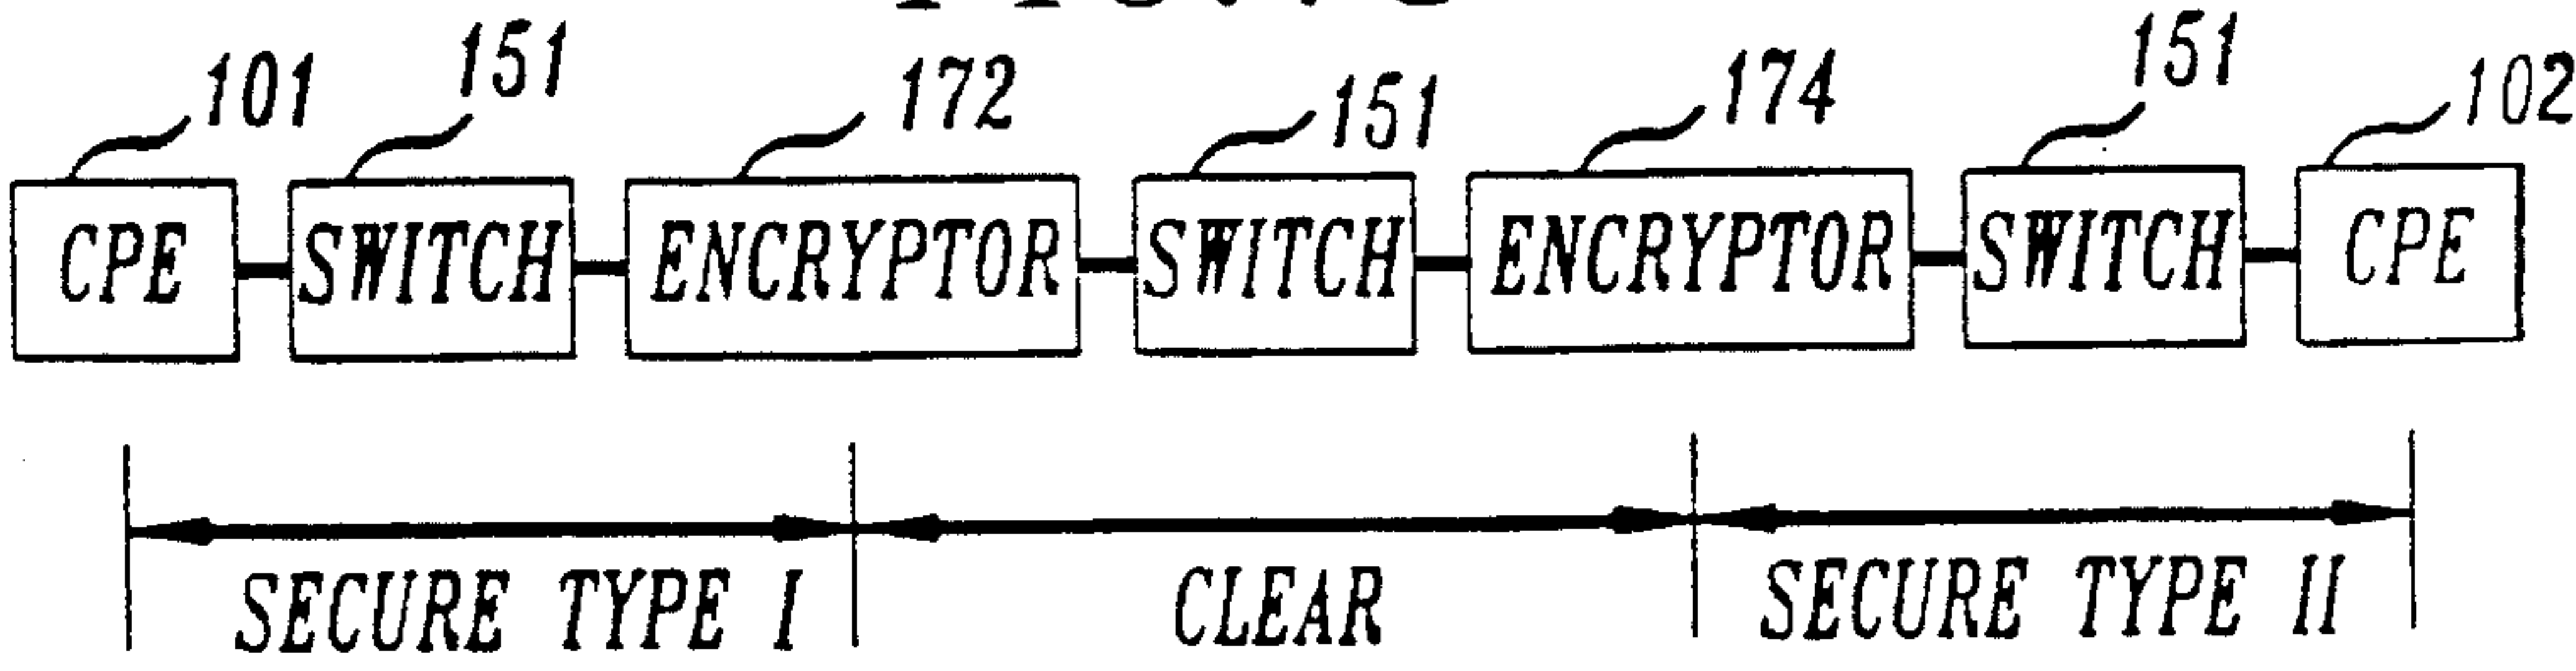 101 151 172 151 174 151 102
CPE SWITCH ENCRYPTOR SWITCH ENCRYPTOR SWITCH CPE
SECURE TYPE I CLEAR SECURE TYPE II